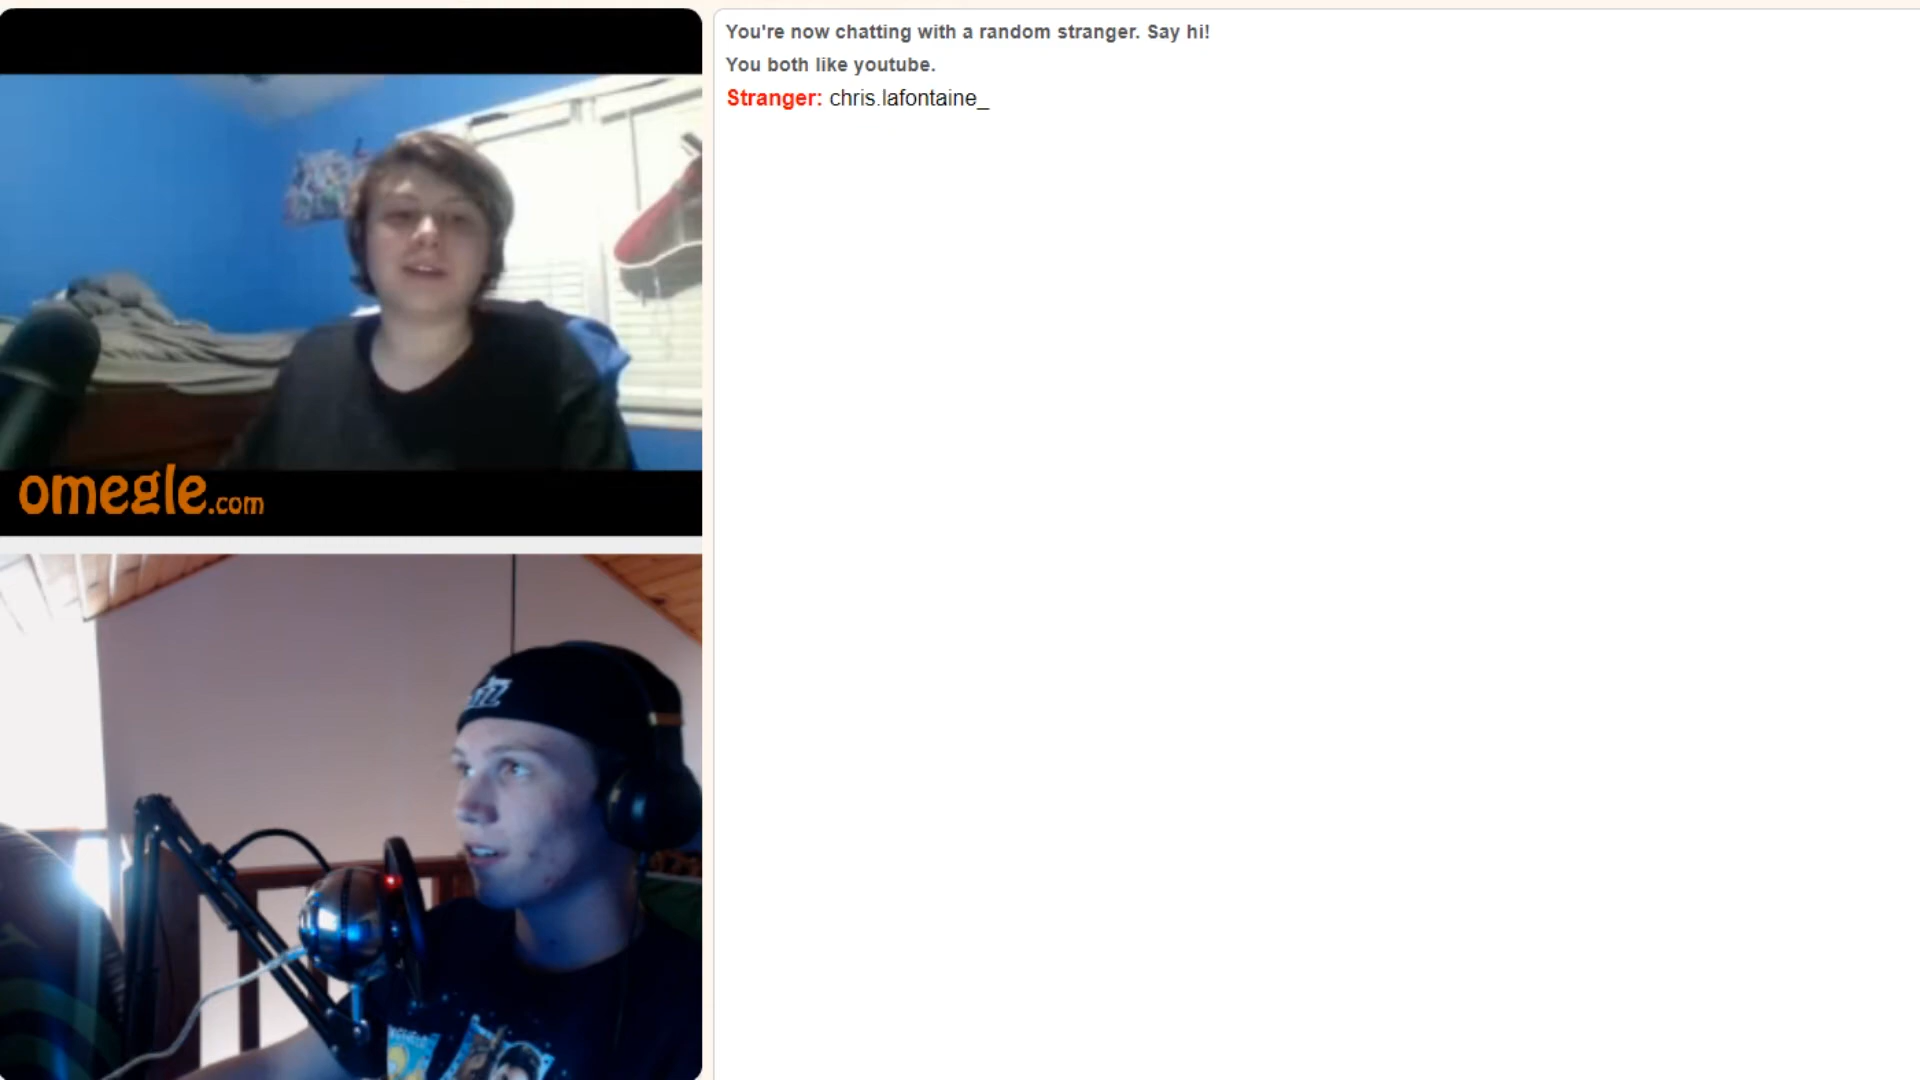 You're now chatting with a random stranger. Say hi!
You both like youtube.
Stranger: chris.lafontaine_
omegle.com